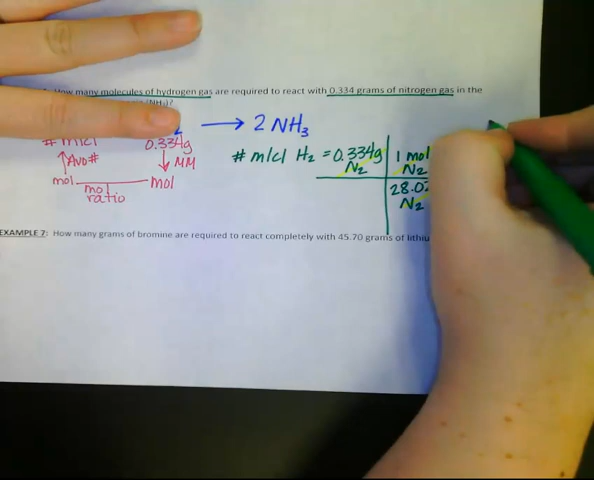 How many molecules of hydrogen gas are required to react with 0.334 grams of nitrogen gas in the
(NH₃)?
2 → 2 NH₃
# mlcl 0.334g
↑ Avo# ↓ MM
mol mol ratio mol
# mlcl H₂ = 0.334g N₂ 1 mol N₂
28.02 N₂
EXAMPLE 7: How many grams of bromine are required to react completely with 45.70 grams of